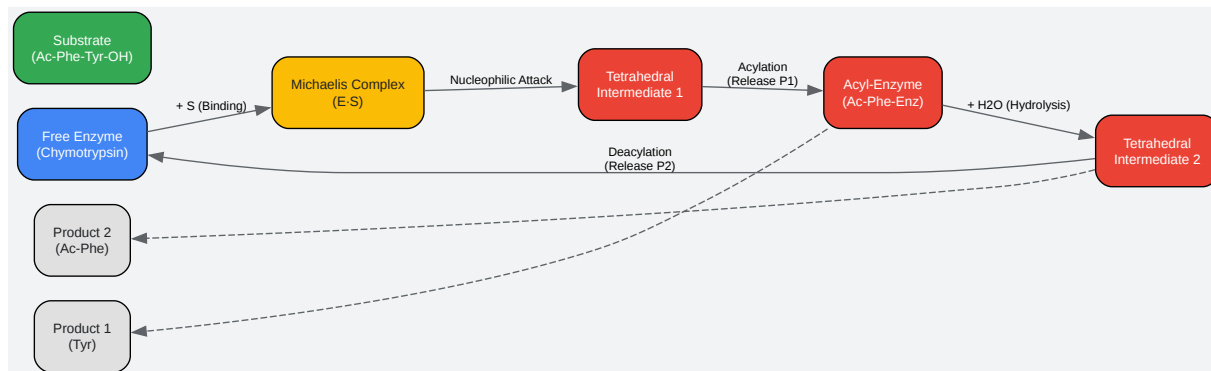 Substrate
(Ac-Phe-Tyr-OH)
Free Enzyme
(Chymotrypsin)
+ S (Binding)
Michaelis Complex
(E·S)
Nucleophilic Attack
Tetrahedral
Intermediate 1
Acylation
(Release P1)
Acyl-Enzyme
(Ac-Phe-Enz)
+ H2O (Hydrolysis)
Tetrahedral
Intermediate 2
Deacylation
(Release P2)
Product 2
(Ac-Phe)
Product 1
(Tyr)